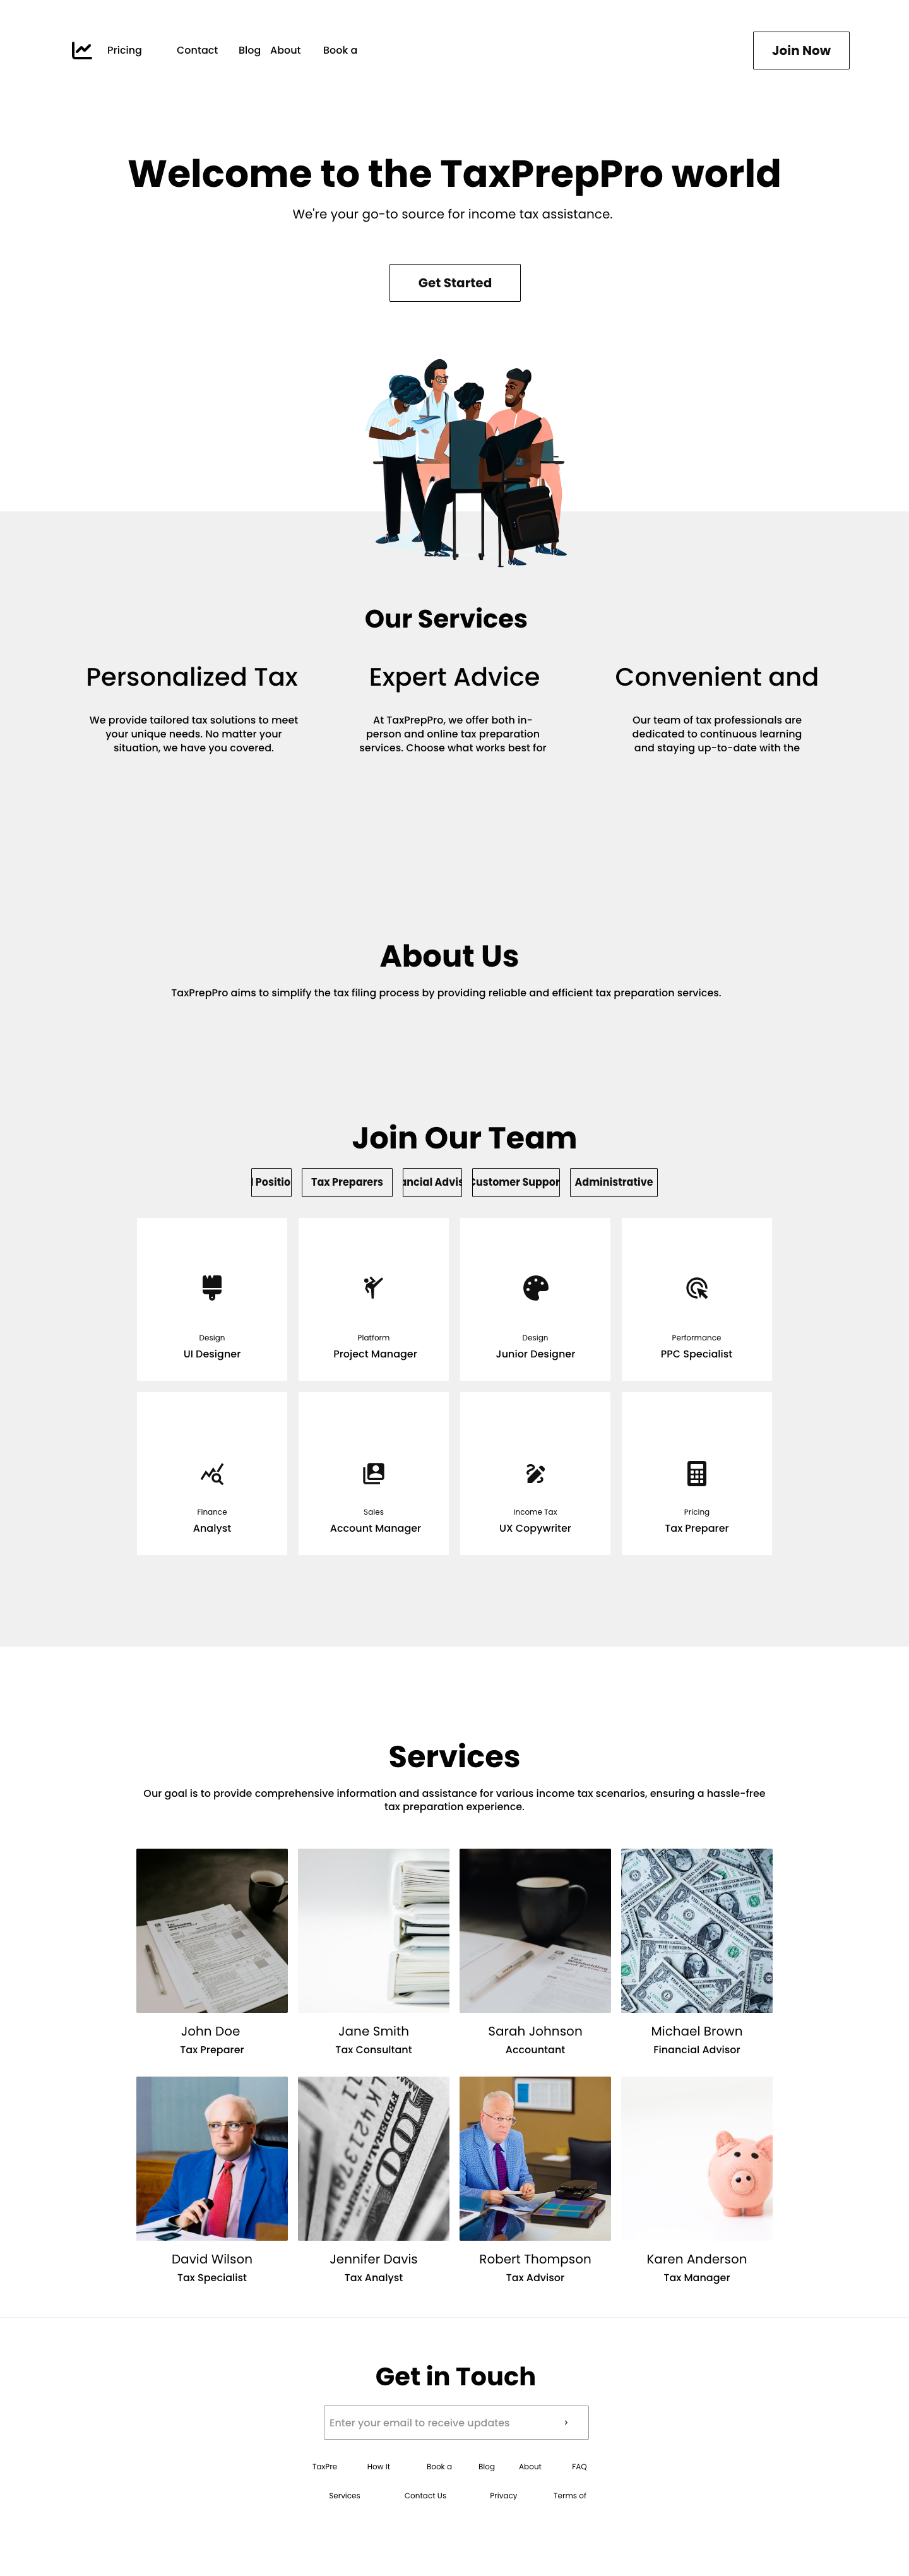 Pricing
Contact
Blog
About
Book a
Join Now
Welcome to the TaxPrepPro world
We're your go-to source for income tax assistance.
Get Started
Our Services
Personalized Tax
We provide tailored tax solutions to meet
your unique needs. No matter your
situation, we have you covered.
Expert Advice
At TaxPrepPro, we offer both in-
person and online tax preparation
services. Choose what works best for
Convenient and
Our team of tax professionals are
dedicated to continuous learning
and staying up-to-date with the
About Us
TaxPrepPro aims to simplify the tax filing process by providing reliable and efficient tax preparation services.
Join Our Team
Positio
Tax Preparers
ancial Advis
Customer Suppor
Administrative
Design
UI Designer
Platform
Project Manager
Design
Junior Designer
Performance
PPC Specialist
Finance
Analyst
Sales
Account Manager
Income Tax
UX Copywriter
Pricing
Tax Preparer
Services
Our goal is to provide comprehensive information and assistance for various income tax scenarios, ensuring a hassle-free
tax preparation experience.
John Doe
Tax Preparer
Jane Smith
Tax Consultant
Sarah Johnson
Accountant
Michael Brown
Financial Advisor
David Wilson
Tax Specialist
Jennifer Davis
Tax Analyst
Robert Thompson
Tax Advisor
Karen Anderson
Tax Manager
Get in Touch
Enter your email to receive updates
TaxPre
How It
Book a
Blog
About
FAQ
Services
Contact Us
Privacy
Terms of